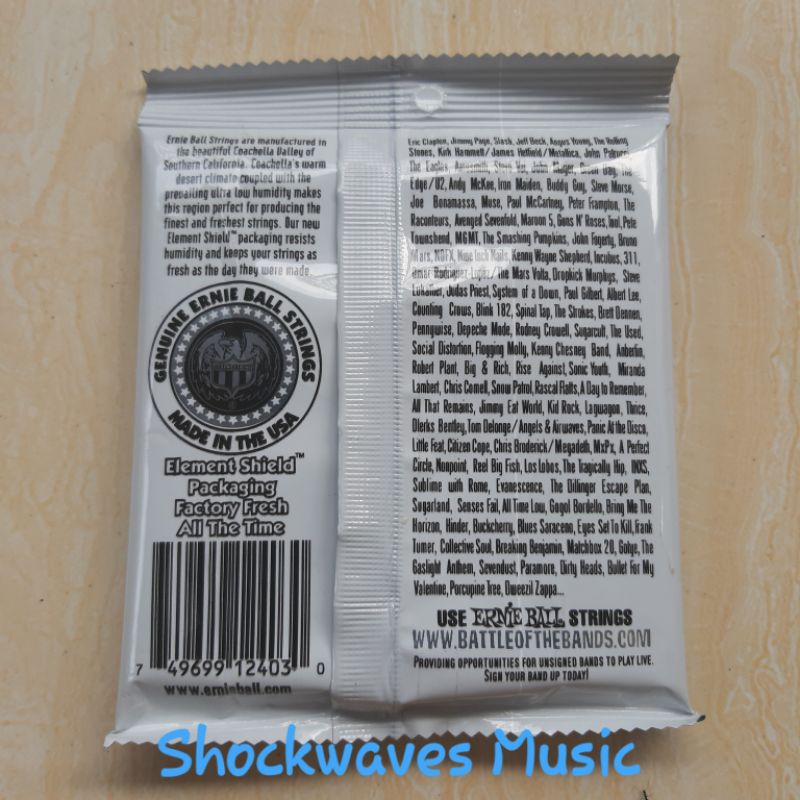 Ernie Ball Strings are manufactured in
the beautiful Coachella Valley of
Southern California. Coachella's warm
desert climate coupled with the
prevailing ultra low humidity makes
this region perfect for producing the
finest and freshest strings. Our new
Element Shield™ packaging resists
humidity and keeps your strings as
fresh as the day they were made.
GENUINE ERNIE BALL STRINGS
MADE IN THE USA
Element Shield™
Packaging
Factory Fresh
All The Time
7 49699 12403 0
www.ernieball.com
Eric Clapton, Jimmy Page, Slash, Jeff Beck, Angus Young, The Rolling
Stones, Kirk Hammett/James Hetfield/Metallica, John Petrucci,
The Eagles, Aerosmith, Steve Vai, John Mayer, Green Day, The
Edge/U2, Andy McKee, Iron Maiden, Buddy Guy, Steve Morse,
Joe Bonamassa, Muse, Paul McCartney, Peter Frampton, The
Raconteurs, Avenged Sevenfold, Maroon 5, Guns N' Roses, Tool, Pete
Townshend, MGMT, The Smashing Pumpkins, John Fogerty, Bruno
Mars, NOFX, Nine Inch Nails, Kenny Wayne Shepherd, Incubus, 311,
Omar Rodriguez-Lopez/The Mars Volta, Dropkick Murphys, Steve
Lukather, Judas Priest, System of a Down, Paul Gilbert, Albert Lee,
Counting Crows, Blink 182, Spinal Tap, The Strokes, Brett Dennen,
Pennywise, Depeche Mode, Rodney Crowell, Sugarcult, The Used,
Social Distortion, Flogging Molly, Kenny Chesney Band, Anberlin,
Robert Plant, Big & Rich, Rise Against, Sonic Youth, Miranda
Lambert, Chris Cornell, Snow Patrol, Rascal Flatts, A Day to Remember,
All That Remains, Jimmy Eat World, Kid Rock, Lagwagon, Thrice,
Dierks Bentley, Tom Delonge/Angels & Airwaves, Panic At the Disco,
Little Feat, Citizen Cope, Chris Broderick/Megadeth, MxPx, A Perfect
Circle, Nonpoint, Reel Big Fish, Los Lobos, The Tragically Hip, INXS,
Sublime with Rome, Evanescence, The Dillinger Escape Plan,
Sugarland, Senses Fail, All Time Low, Gogol Bordello, Bring Me The
Horizon, Hinder, Buckcherry, Blues Saraceno, Eyes Set To Kill, Frank
Turner, Collective Soul, Breaking Benjamin, Matchbox 20, Gotye, The
Gaslight Anthem, Sevendust, Paramore, Dirty Heads, Bullet For My
Valentine, Porcupine Tree, Dweezil Zappa...
USE ERNIE BALL STRINGS
WWW.BATTLEOFTHEBANDS.COM
PROVIDING OPPORTUNITIES FOR UNSIGNED BANDS TO PLAY LIVE.
SIGN YOUR BAND UP TODAY!
Shockwaves Music